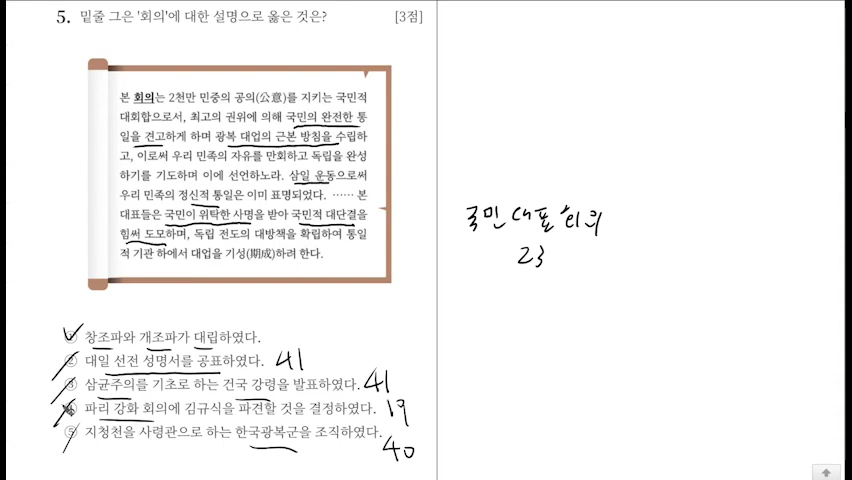 5. 밑줄 그은 '회의'에 대한 설명으로 옳은 것은? [3점]
본 회의는 2천만 민중의 공의(公意)를 지키는 국민적
대회합으로서, 최고의 권위에 의해 국민의 완전한 통
일을 견고하게 하며 광복 대업의 근본 방침을 수립하
고, 이로써 우리 민족의 자유를 만회하고 독립을 완성
하기를 기도하며 이에 선언하노라. 삼일 운동으로써
우리 민족의 정신적 통일은 이미 표명되었다. …… 본
대표들은 국민이 위탁한 사명을 받아 국민적 대단결을
힘써 도모하며, 독립 전도의 대방책을 확립하여 통일
적 기관 하에서 대업을 기성(期成)하려 한다.
국민 대표 회의
23
① 창조파와 개조파가 대립하였다.
② 대일 선전 성명서를 공표하였다. 41
③ 삼균주의를 기초로 하는 건국 강령을 발표하였다. 41
④ 파리 강화 회의에 김규식을 파견할 것을 결정하였다. 19
⑤ 지청천을 사령관으로 하는 한국광복군을 조직하였다. 40